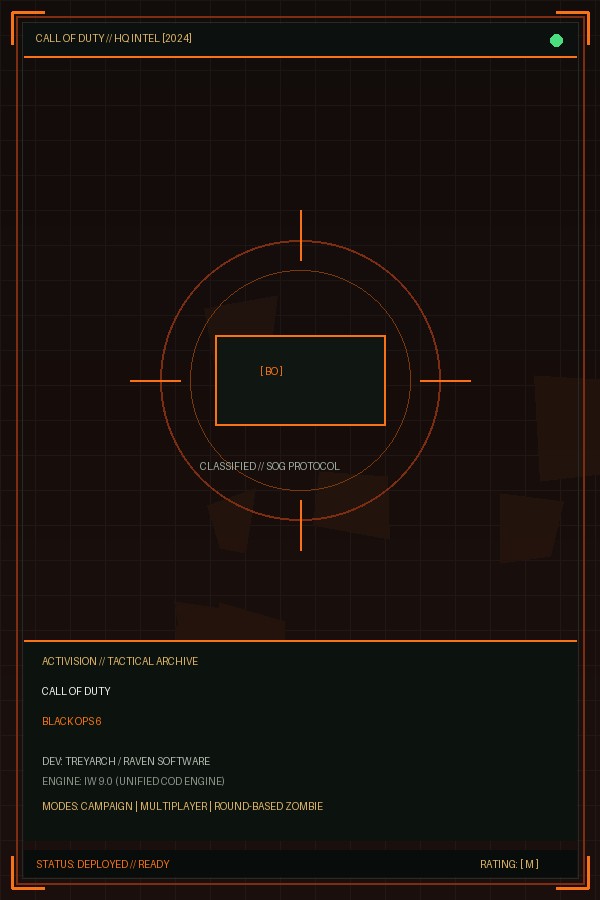 CALL OF DUTY // HQ INTEL [2024]
[ BO ]
CLASSIFIED // SOG PROTOCOL
ACTIVISION // TACTICAL ARCHIVE
CALL OF DUTY
BLACK OPS 6
DEV: TREYARCH / RAVEN SOFTWARE
ENGINE: IW 9.0 (UNIFIED COD ENGINE)
MODES: CAMPAIGN | MULTIPLAYER | ROUND-BASED ZOMBIE
STATUS: DEPLOYED // READY
RATING: [ M ]